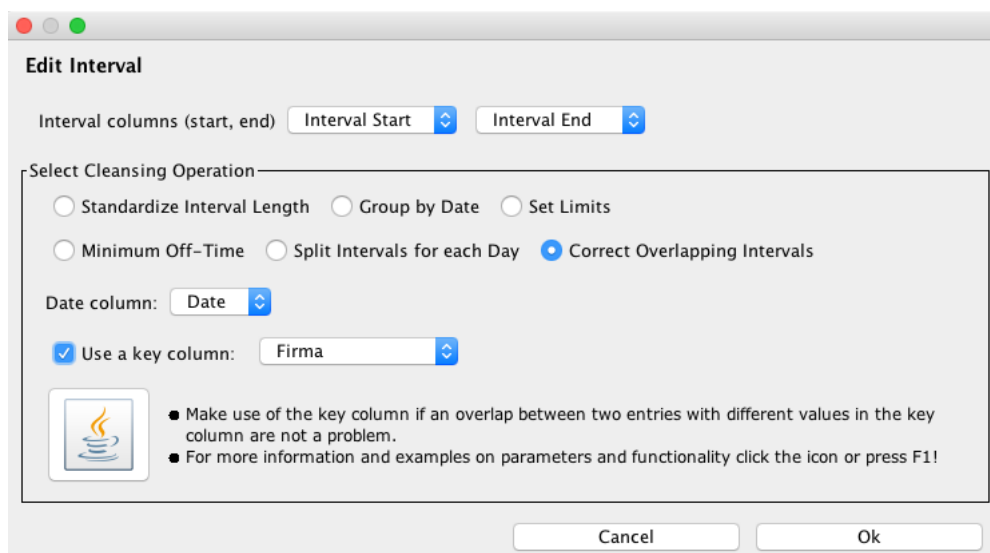 Edit Interval
Interval columns (start, end) Interval Start Interval End
Select Cleansing Operation
Standardize Interval Length Group by Date Set Limits
Minimum Off-Time Split Intervals for each Day Correct Overlapping Intervals
Date column: Date
Use a key column: Firma
● Make use of the key column if an overlap between two entries with different values in the key
column are not a problem.
● For more information and examples on parameters and functionality click the icon or press F1!
Cancel Ok